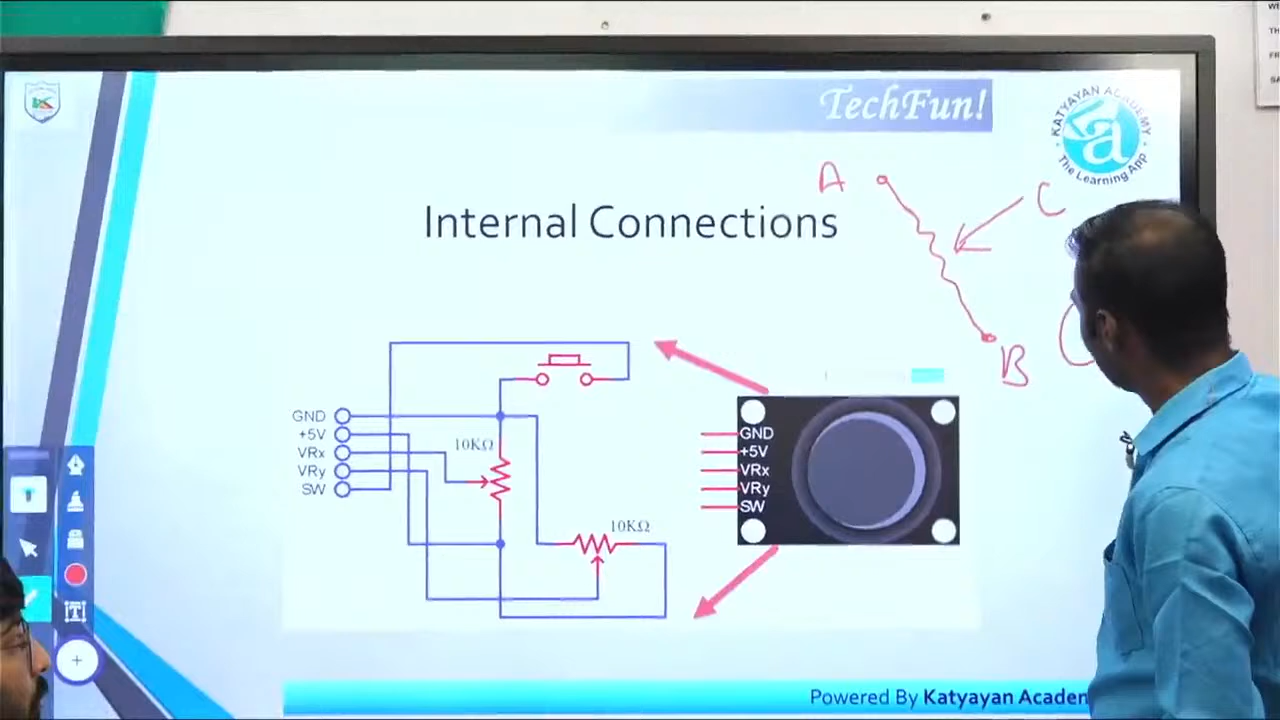 TechFun!
KATYAYAN ACADEMY
a
The Learning App
A
C
Internal Connections
B
GND
+5V
VRx
VRy
SW
10KΩ
10KΩ
GND
+5V
VRx
VRy
SW
T
Powered By Katyayan Academ